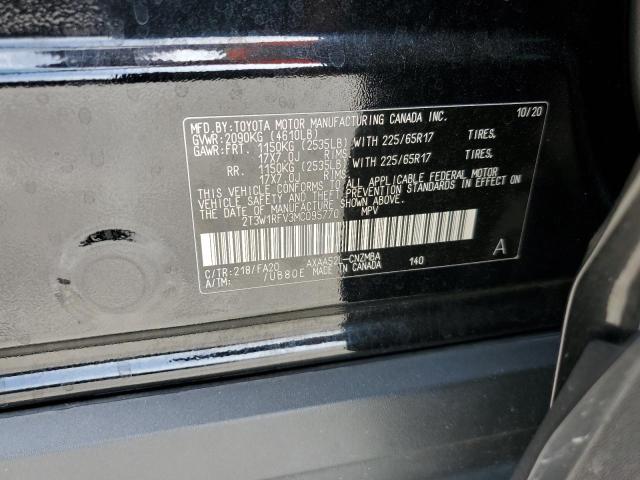 MFD.BY:TOYOTA MOTOR MANUFACTURING CANADA INC. 10/20
GVWR:2090KG (4610LB)
GAWR:FRT. 1150KG (2535LB) WITH 225/65R17 TIRES,
17X7.0J RIMS,
RR. 1150KG (2535LB) WITH 225/65R17 TIRES,
17X7.0J RIMS,
THIS VEHICLE CONFORMS TO ALL APPLICABLE FEDERAL MOTOR
VEHICLE SAFETY AND THEFT PREVENTION STANDARDS IN EFFECT
ON THE DATE OF MANUFACTURE SHOWN ABOVE.
2T3W1RFV3MC095770 MPV
C/TR:218/FA20 AXAA52L-CNZMBA 140 A
A/TM: /UB80E MADE IN CANADA